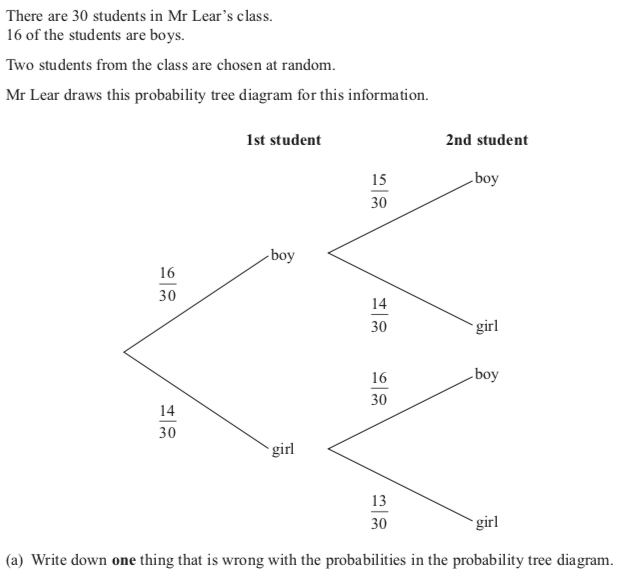 There are 30 students in Mr Lear's class.
16 of the students are boys.
Two students from the class are chosen at random.
Mr Lear draws this probability tree diagram for this information.
1st student 2nd student
15
30
boy
boy
16
30
14
30
girl
16
30
boy
14
30
girl
13
30
girl
(a) Write down one thing that is wrong with the probabilities in the probability tree diagram.